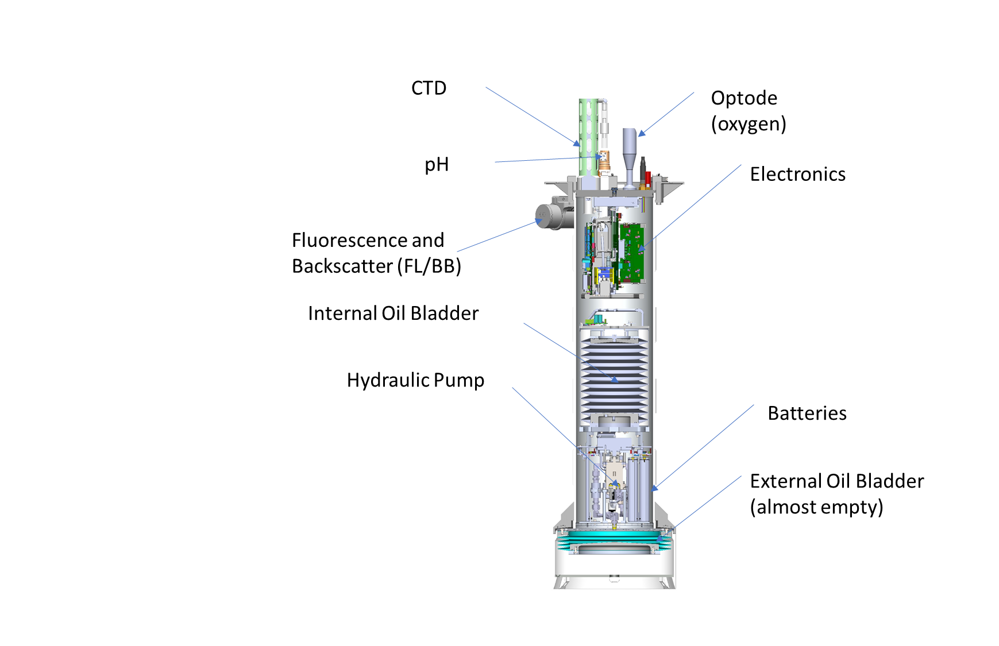 CTD
pH
Fluorescence and
Backscatter (FL/BB)
Internal Oil Bladder
Hydraulic Pump
Optode
(oxygen)
Electronics
Batteries
External Oil Bladder
(almost empty)